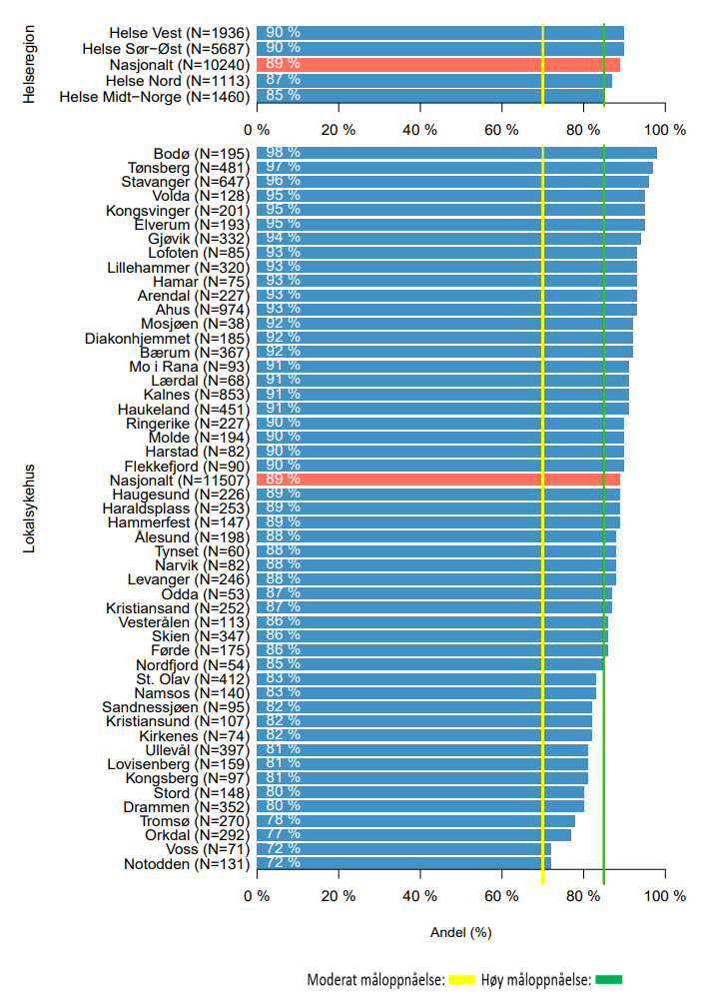 Helseregion
Helse Vest (N=1936) 90 %
Helse Sør−Øst (N=5687) 90 %
Nasjonalt (N=10240) 89 %
Helse Nord (N=1113) 87 %
Helse Midt−Norge (N=1460) 85 %
0 % 20 % 40 % 60 % 80 % 100 %
Lokalsykehus
Bodø (N=195) 98 %
Tønsberg (N=481) 97 %
Stavanger (N=647) 96 %
Volda (N=128) 95 %
Kongsvinger (N=201) 95 %
Elverum (N=193) 95 %
Gjøvik (N=332) 94 %
Lofoten (N=85) 93 %
Lillehammer (N=320) 93 %
Hamar (N=75) 93 %
Arendal (N=227) 93 %
Ahus (N=974) 93 %
Mosjøen (N=38) 92 %
Diakonhjemmet (N=185) 92 %
Bærum (N=367) 92 %
Mo i Rana (N=93) 91 %
Lærdal (N=68) 91 %
Kalnes (N=853) 91 %
Haukeland (N=451) 91 %
Ringerike (N=227) 90 %
Molde (N=194) 90 %
Harstad (N=82) 90 %
Flekkefjord (N=90) 90 %
Nasjonalt (N=11507) 89 %
Haugesund (N=226) 89 %
Haraldsplass (N=253) 89 %
Hammerfest (N=147) 89 %
Ålesund (N=198) 88 %
Tynset (N=60) 88 %
Narvik (N=82) 88 %
Levanger (N=246) 88 %
Odda (N=53) 87 %
Kristiansand (N=252) 87 %
Vesterålen (N=113) 86 %
Skien (N=347) 86 %
Førde (N=175) 86 %
Nordfjord (N=54) 85 %
St. Olav (N=412) 83 %
Namsos (N=140) 83 %
Sandnessjøen (N=95) 82 %
Kristiansund (N=107) 82 %
Kirkenes (N=74) 82 %
Ullevål (N=397) 81 %
Lovisenberg (N=159) 81 %
Kongsberg (N=97) 81 %
Stord (N=148) 80 %
Drammen (N=352) 80 %
Tromsø (N=270) 78 %
Orkdal (N=292) 77 %
Voss (N=71) 72 %
Notodden (N=131) 72 %
0 % 20 % 40 % 60 % 80 % 100 %
Andel (%)
Moderat måloppnåelse: Høy måloppnåelse: